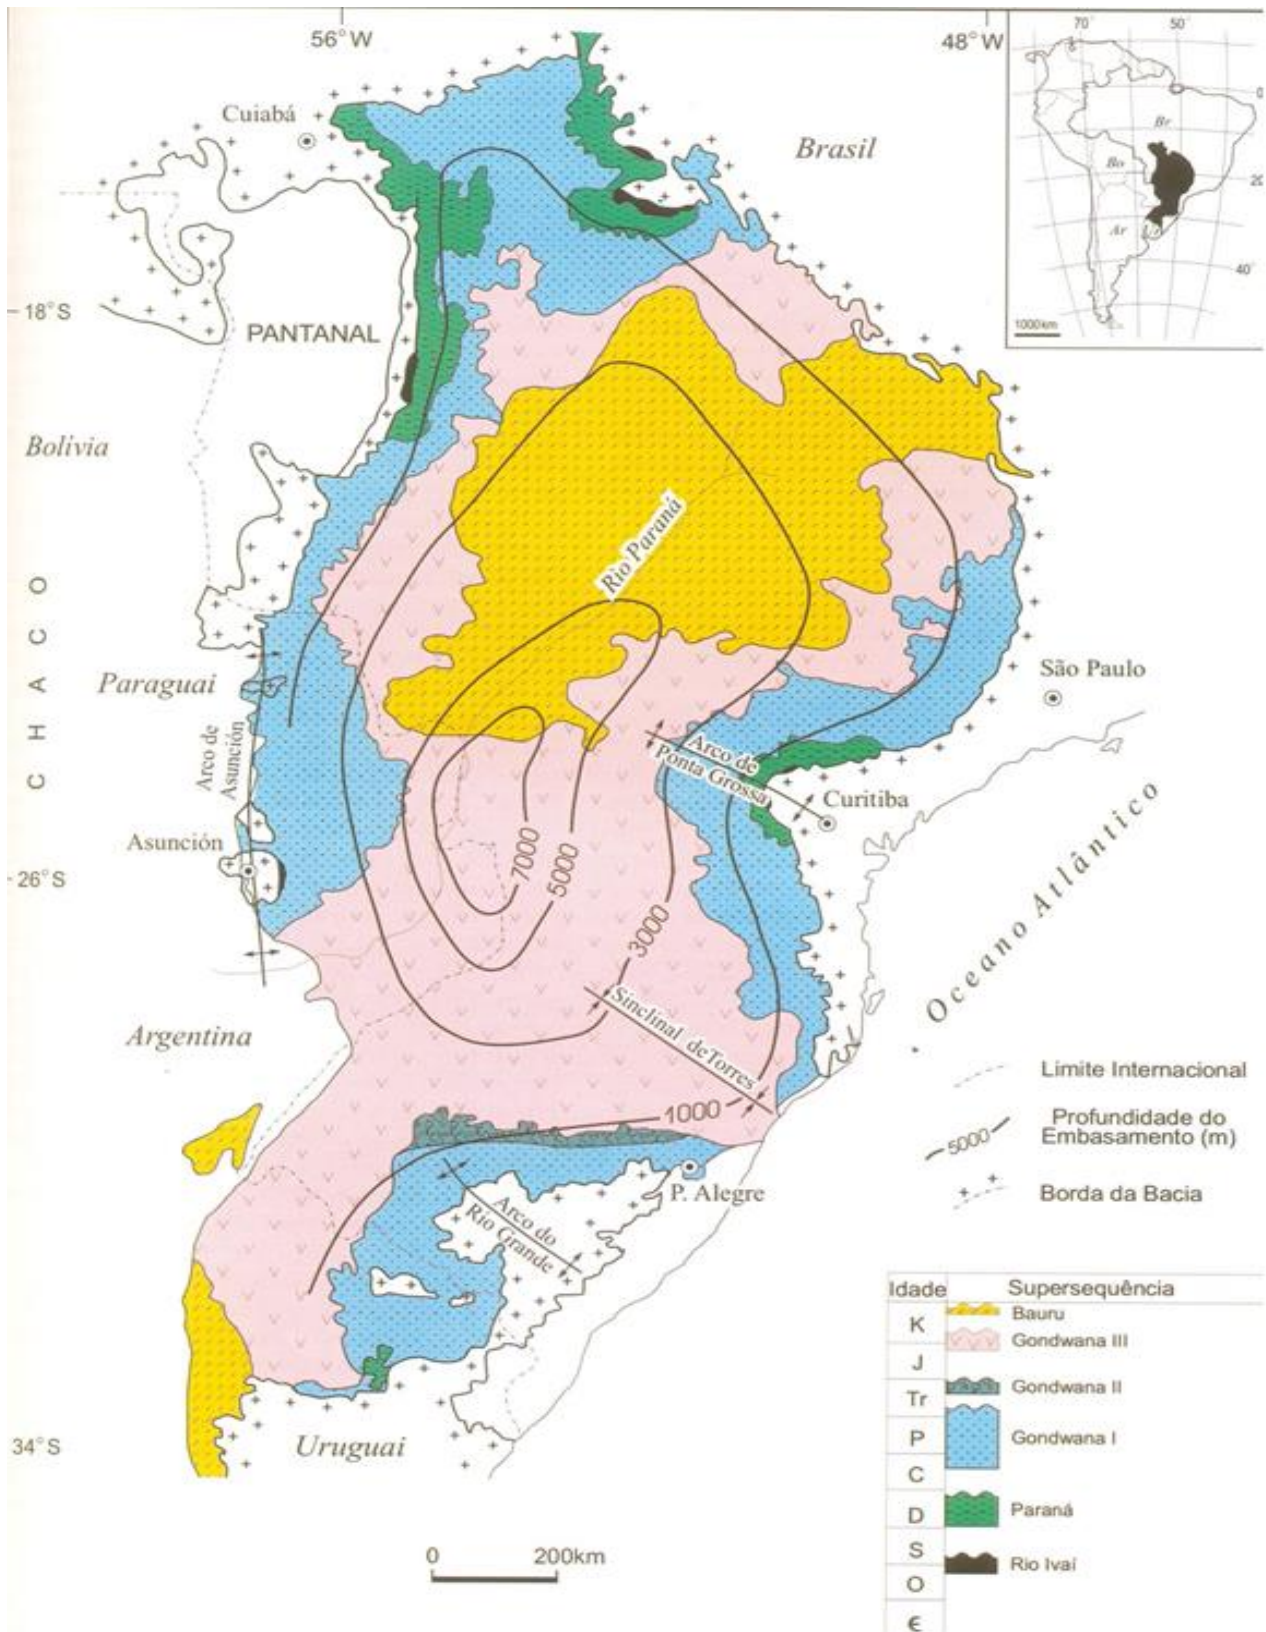 56°W
48°W
70°
50°
0
Br
Bo
20
Ar
40°
1000km
Cuiabá
Brasil
18°S
PANTANAL
Bolívia
Rio Paraná
CHACO
Paraguai
São Paulo
Arco de
Asunción
Arco de
Ponta Grossa
Curitiba
Asunción
26°S
7000
5000
3000
Oceano Atlântico
Sinclinal de Torres
Argentina
1000
P. Alegre
Arco do
Rio Grande
Limite Internacional
5000
Profundidade do
Embasamento (m)
Borda da Bacia
34°S
Uruguai
0 200km
Idade Supersequência
K Bauru
Gondwana III
J
Tr Gondwana II
P Gondwana I
C
D Paraná
S
Rio Ivaí
O
Є